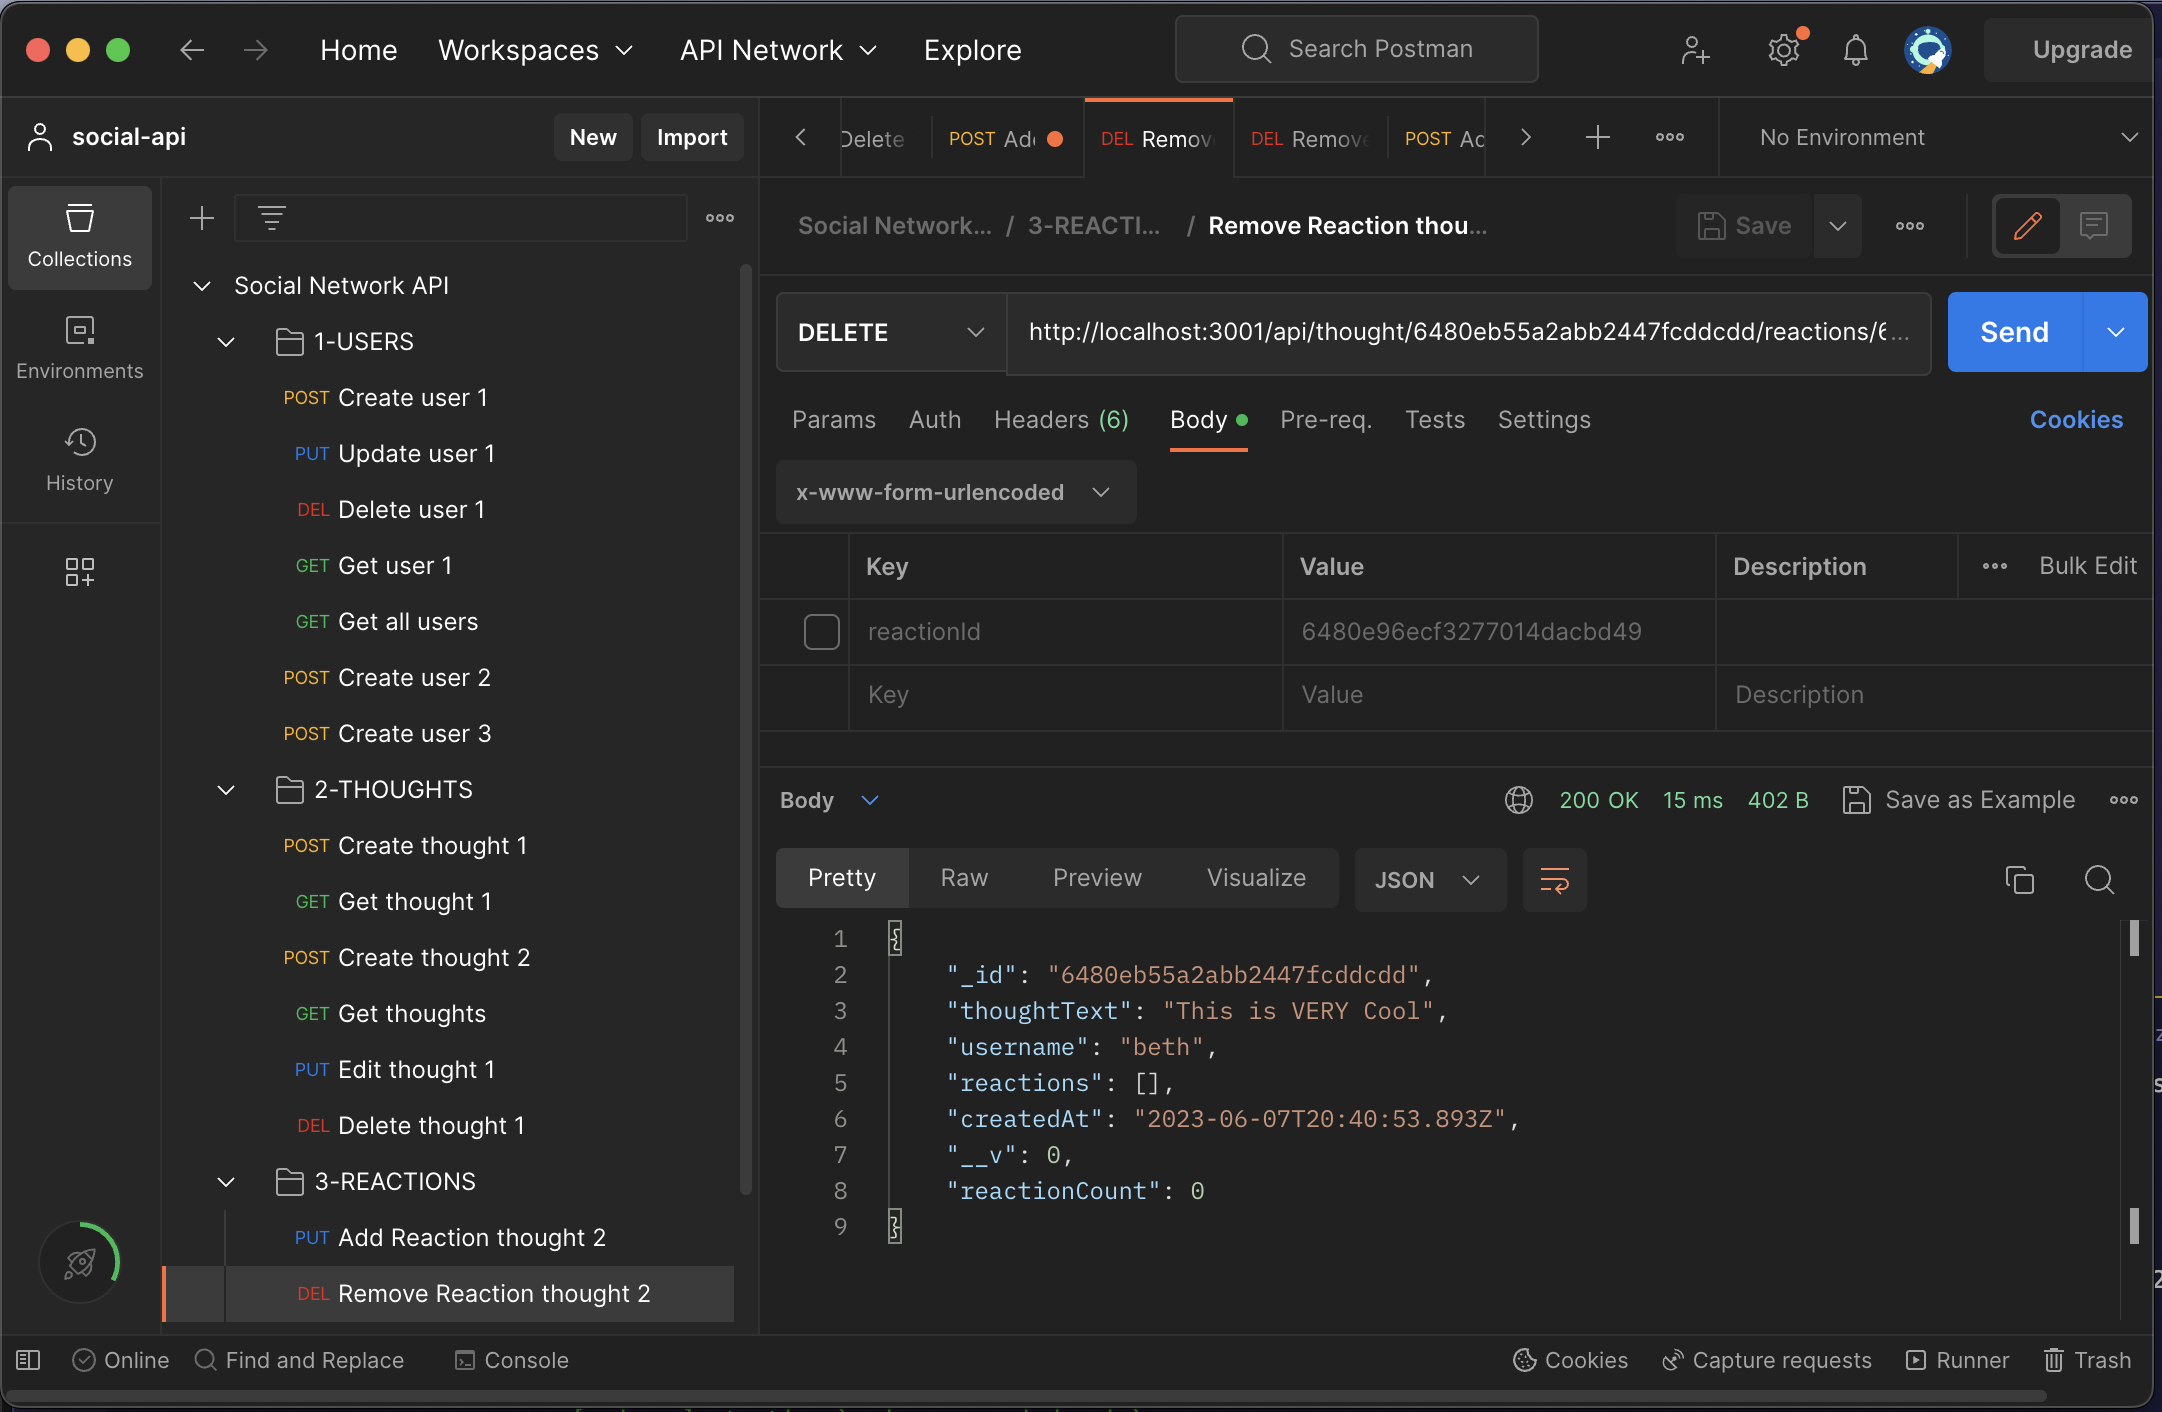 Home Workspaces API Network Explore Search Postman Upgrade
social-api New Import
Delete POST Ad DEL Remov DEL Remove POST Ac No Environment
Collections
Environments
History
Social Network API
1-USERS
POST Create user 1
PUT Update user 1
DEL Delete user 1
GET Get user 1
GET Get all users
POST Create user 2
POST Create user 3
2-THOUGHTS
POST Create thought 1
GET Get thought 1
POST Create thought 2
GET Get thoughts
PUT Edit thought 1
DEL Delete thought 1
3-REACTIONS
PUT Add Reaction thought 2
DEL Remove Reaction thought 2
Social Network... / 3-REACTI... / Remove Reaction thou... Save
DELETE http://localhost:3001/api/thought/6480eb55a2abb2447fcddcdd/reactions/6... Send
Params Auth Headers (6) Body Pre-req. Tests Settings Cookies
x-www-form-urlencoded
Key Value Description Bulk Edit
reactionId 6480e96ecf3277014dacbd49
Key Value Description
Body 200 OK 15 ms 402 B Save as Example
Pretty Raw Preview Visualize JSON
1 {
2 "_id": "6480eb55a2abb2447fcddcdd",
3 "thoughtText": "This is VERY Cool",
4 "username": "beth",
5 "reactions": [],
6 "createdAt": "2023-06-07T20:40:53.893Z",
7 "__v": 0,
8 "reactionCount": 0
9 }
Online Find and Replace Console Cookies Capture requests Runner Trash